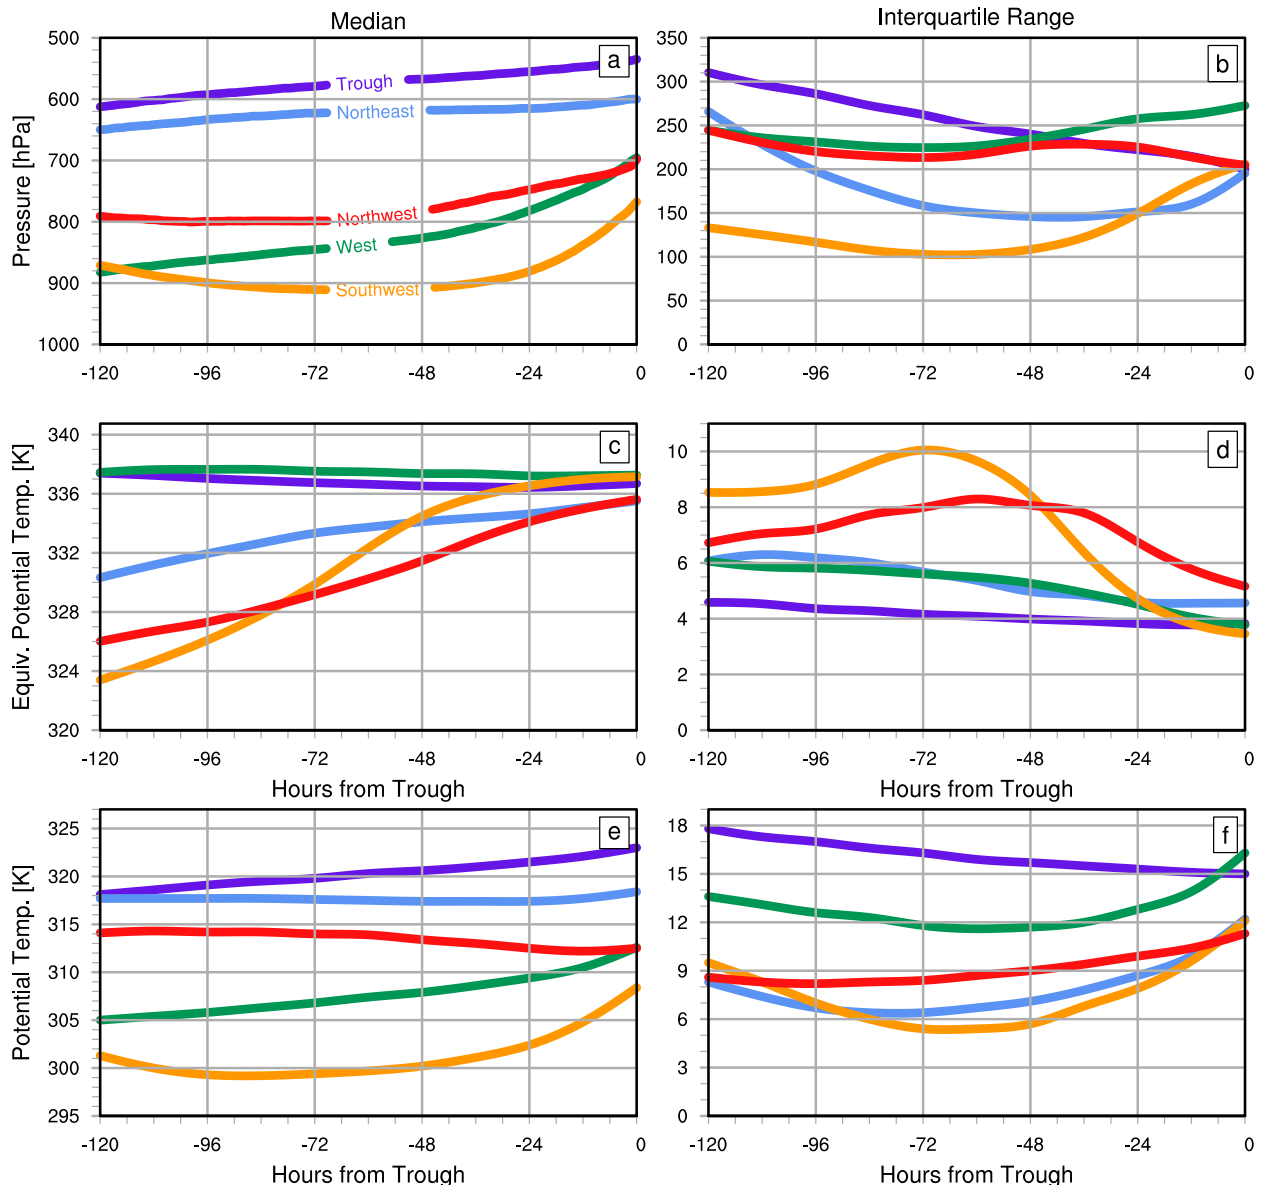 Median
Interquartile Range
Pressure [hPa]
500
600
700
800
900
1000
a
Trough
Northeast
Northwest
West
Southwest
-120 -96 -72 -48 -24 0
350
300
250
200
150
100
50
0
b
-120 -96 -72 -48 -24 0
Equiv. Potential Temp. [K]
340
336
332
328
324
320
c
-120 -96 -72 -48 -24 0
Hours from Trough
10
8
6
4
2
0
d
-120 -96 -72 -48 -24 0
Hours from Trough
Potential Temp. [K]
325
320
315
310
305
300
295
e
-120 -96 -72 -48 -24 0
Hours from Trough
18
15
12
9
6
3
0
f
-120 -96 -72 -48 -24 0
Hours from Trough